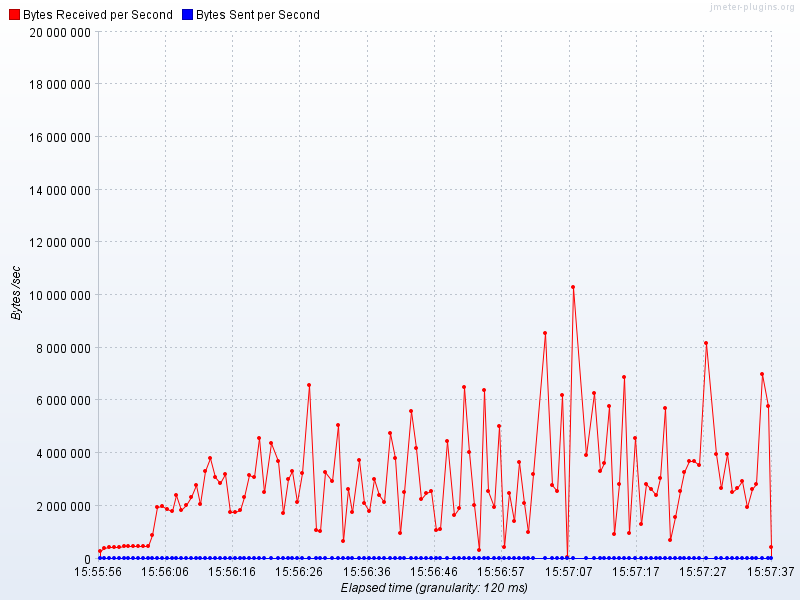 jmeter-plugins.org
Bytes Received per Second Bytes Sent per Second
20 000 000
18 000 000
16 000 000
14 000 000
12 000 000
10 000 000
8 000 000
6 000 000
4 000 000
2 000 000
0
Bytes /sec
15:55:56 15:56:06 15:56:16 15:56:26 15:56:36 15:56:46 15:56:57 15:57:07 15:57:17 15:57:27 15:57:37
Elapsed time (granularity: 120 ms)